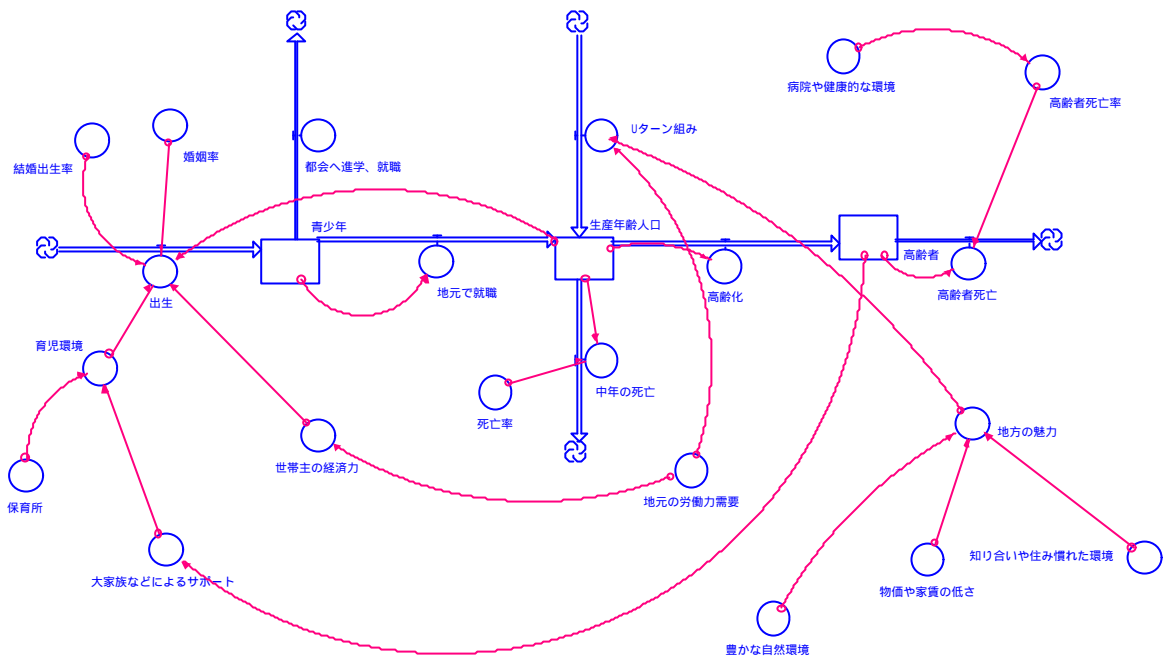 病院や健康的な環境
高齢者死亡率
Uターン組み
婚姻率
結婚出生率
都会へ進学、就職
青少年
生産年齢人口
高齢者
地元で就職
高齢化
高齢者死亡
出生
育児環境
中年の死亡
死亡率
地方の魅力
世帯主の経済力
保育所
地元の労働力需要
知り合いや住み慣れた環境
大家族などによるサポート
物価や家賃の低さ
豊かな自然環境